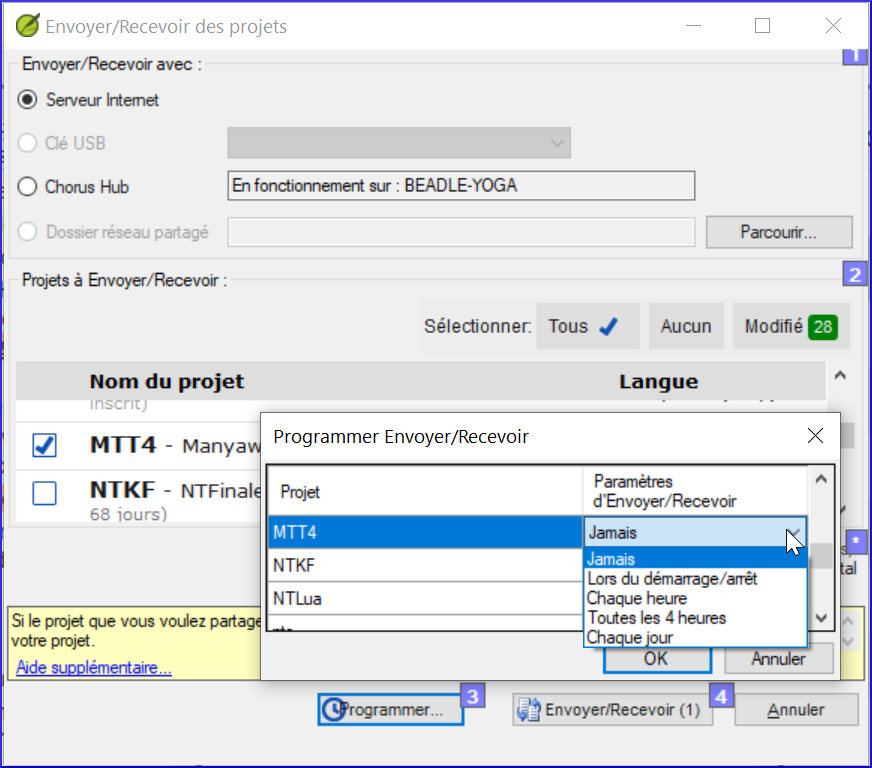 Envoyer/Recevoir des projets
Envoyer/Recevoir avec :
1
Serveur Internet
Clé USB
Chorus Hub
En fonctionnement sur : BEADLE-YOGA
Dossier réseau partagé
Parcourir...
Projets à Envoyer/Recevoir :
2
Sélectionner: Tous Aucun Modifié 28
Nom du projet Langue
inscrit)
MTT4 - Manyaw
NTKF - NTFinale
68 jours)
Programmer Envoyer/Recevoir
Projet
Paramètres
d'Envoyer/Recevoir
MTT4 Jamais
NTKF
NTLua
Jamais
Lors du démarrage/arrêt
Chaque heure
Toutes les 4 heures
Chaque jour
OK Annuler
*
tal
Si le projet que vous voulez partage
votre projet.
Aide supplémentaire...
Programmer... 3
Envoyer/Recevoir (1) 4
Annuler